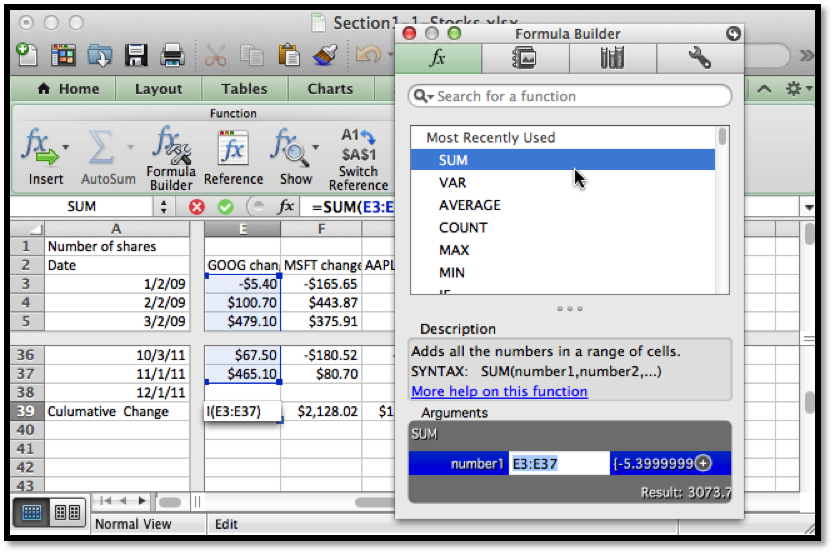 Section1-1-Stocks.xlsx
Formula Builder
Home Layout Tables Charts
Function
Insert AutoSum Formula Builder Reference Show Switch Reference
A1
$A$1
fx
Search for a function
Most Recently Used
SUM
VAR
AVERAGE
COUNT
MAX
MIN
IF
Description
Adds all the numbers in a range of cells.
SYNTAX: SUM(number1,number2,...)
More help on this function
Arguments
SUM
number1 E3:E37 {-5.3999999
Result: 3073.7
SUM fx =SUM(E3:E
A E F
1 Number of shares
2 Date GOOG chan MSFT change AAPL
3 1/2/09 -$5.40 -$165.65
4 2/2/09 $100.70 $443.87
5 3/2/09 $479.10 $375.91
36 10/3/11 $67.50 -$180.52 -
37 11/1/11 $465.10 $80.70
38 12/1/11
39 Culumative Change I(E3:E37) $2,128.02 $1
40
41
42
43
Normal View Edit